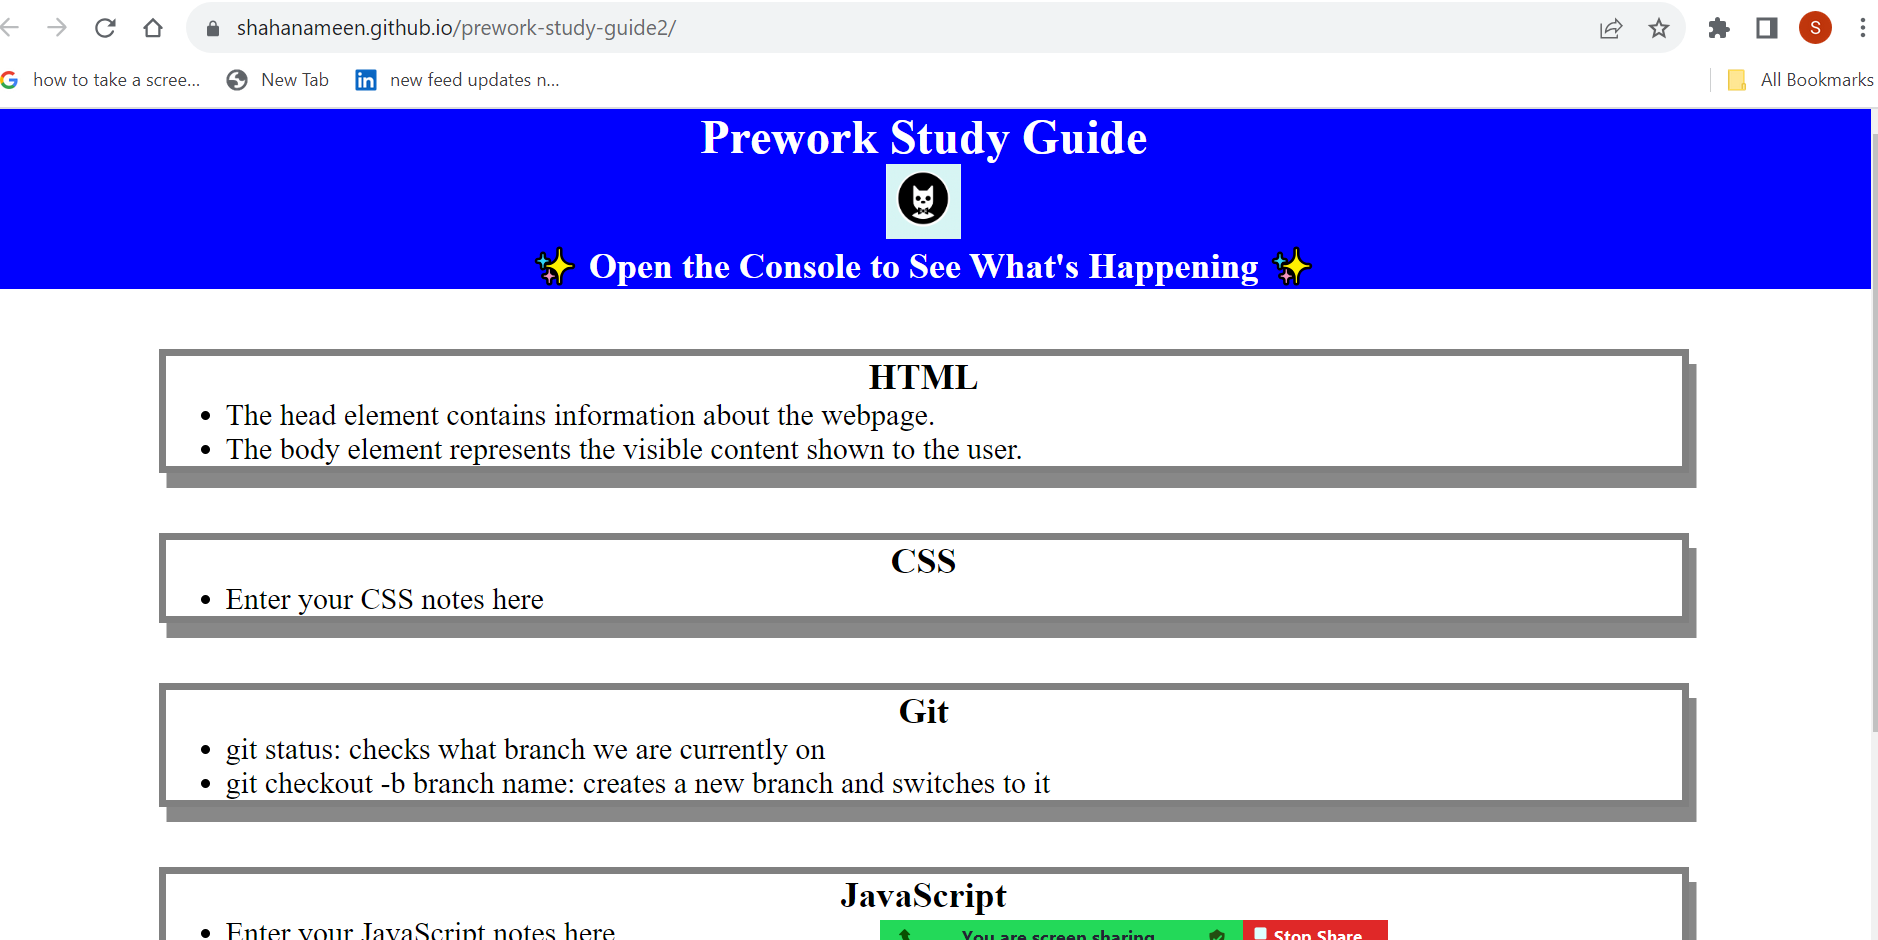 shahanameen.github.io/prework-study-guide2/
S
how to take a scree...
New Tab
new feed updates n...
All Bookmarks
Prework Study Guide
✨ Open the Console to See What's Happening ✨
HTML
• The head element contains information about the webpage.
• The body element represents the visible content shown to the user.
CSS
• Enter your CSS notes here
Git
• git status: checks what branch we are currently on
• git checkout -b branch name: creates a new branch and switches to it
JavaScript
• Enter your JavaScript notes here
You are screen sharing
Stop Share